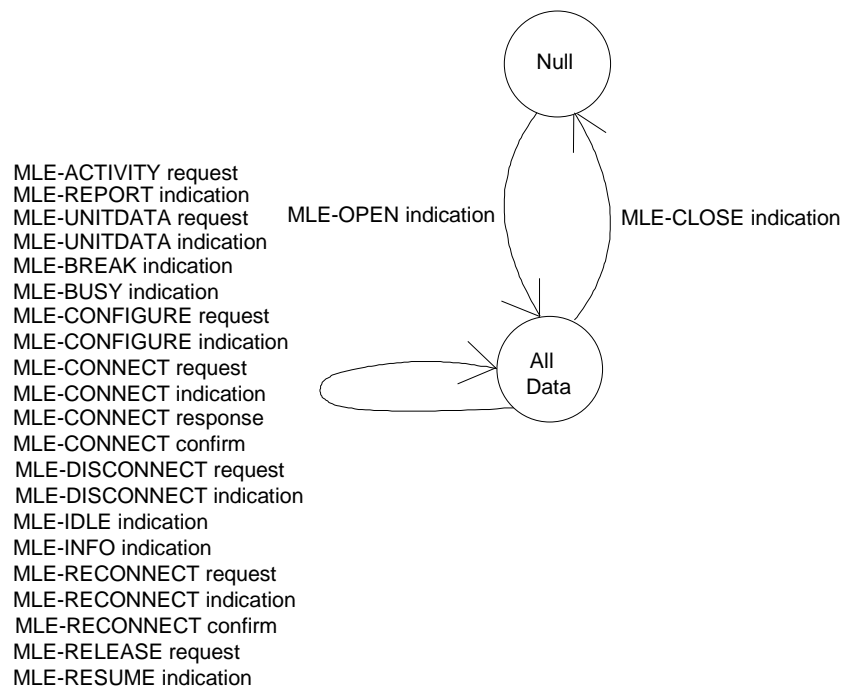 Null
MLE-ACTIVITY request
MLE-REPORT indication
MLE-UNITDATA request
MLE-UNITDATA indication
MLE-BREAK indication
MLE-BUSY indication
MLE-CONFIGURE request
MLE-CONFIGURE indication
MLE-CONNECT request
MLE-CONNECT indication
MLE-CONNECT response
MLE-CONNECT confirm
MLE-DISCONNECT request
MLE-DISCONNECT indication
MLE-IDLE indication
MLE-INFO indication
MLE-RECONNECT request
MLE-RECONNECT indication
MLE-RECONNECT confirm
MLE-RELEASE request
MLE-RESUME indication
MLE-OPEN indication
MLE-CLOSE indication
All
Data